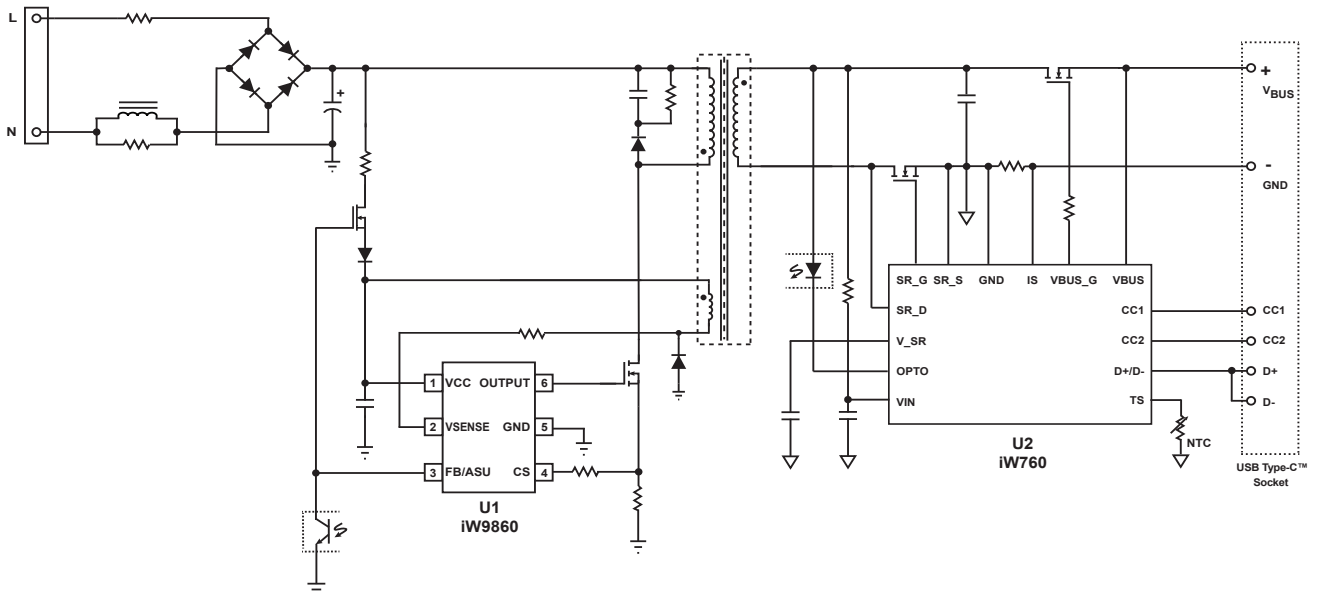 L
N
+
+
VBUS
-
GND
SR_G SR_S GND IS VBUS_G VBUS
SR_D
V_SR
OPTO
VIN
CC1
CC2
D+/D-
TS
CC1
CC2
D+
D-
NTC
U2
iW760
USB Type-C™
Socket
1 VCC OUTPUT 6
2 VSENSE GND 5
3 FB/ASU CS 4
U1
iW9860